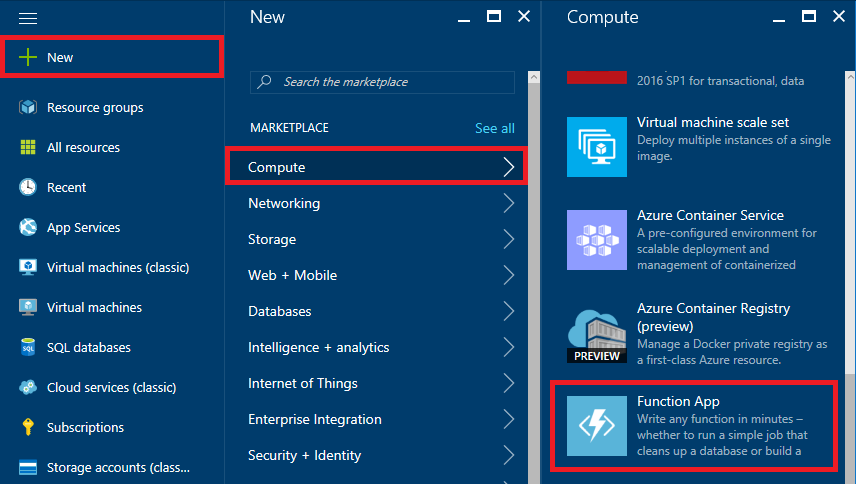 New
Resource groups
All resources
Recent
App Services
Virtual machines (classic)
Virtual machines
SQL
SQL databases
Cloud services (classic)
Subscriptions
Storage accounts (class...
New
Search the marketplace
MARKETPLACE
See all
Compute
Networking
Storage
Web + Mobile
Databases
Intelligence + analytics
Internet of Things
Enterprise Integration
Security + Identity
Compute
2016 SP1 for transactional, data
Virtual machine scale set
Deploy multiple instances of a single
image.
Azure Container Service
A pre-configured environment for
scalable deployment and
management of containerized
Azure Container Registry
(preview)
Manage a Docker private registry as
a first-class Azure resource.
PREVIEW
Function App
Write any function in minutes –
whether to run a simple job that
cleans up a database or build a